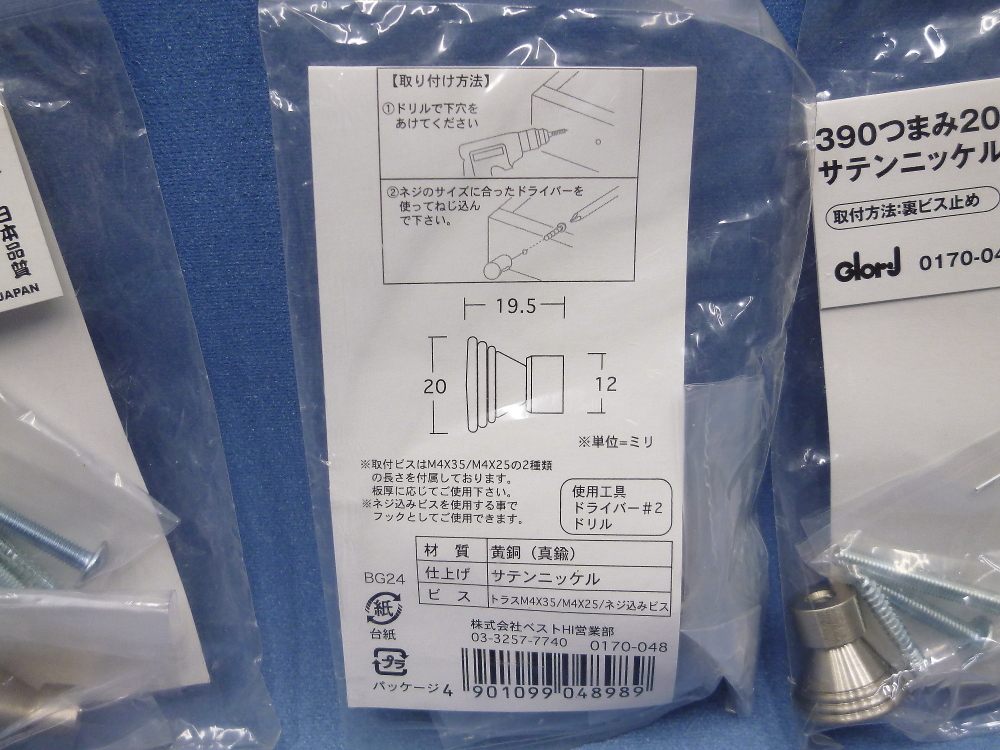 日本品質
JAPAN
【取り付け方法】
①ドリルで下穴を
あけてください
②ネジのサイズに合ったドライバーを
使ってねじ込ん
で下さい。
19.5
20
12
※単位=ミリ
※取付ビスはM4X35/M4X25の2種類
の長さを付属しております。
板厚に応じてご使用下さい。
※ネジ込みビスを使用する事で
フックとしてご使用できます。
使用工具
ドライバー#2
ドリル
材 質 黄銅（真鍮）
仕上げ サテンニッケル
ビ ス トラスM4X35/M4X25/ネジ込みビス
BG24
紙
台紙
プラ
パッケージ
株式会社ベストHI営業部
03-3257-7740 0170-048
4 901099 048989
390つまみ20
サテンニッケル
取付方法:裏ビス止め
GlorJ 0170-04